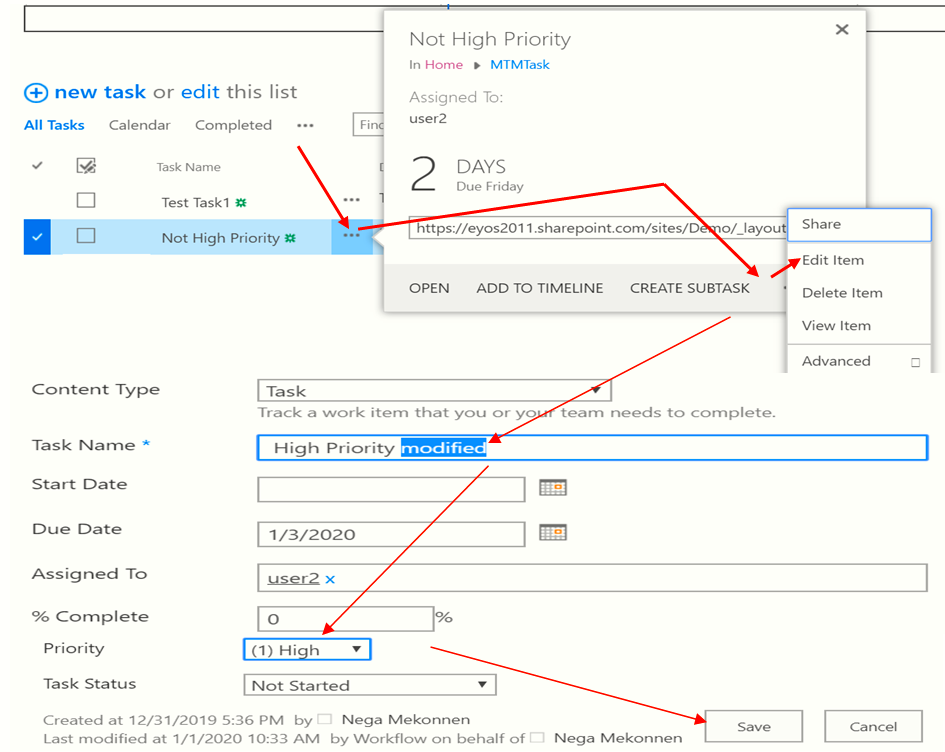 Not High Priority
In Home ▸ MTMTask
⊕ new task or edit this list
Assigned To:
user2
All Tasks Calendar Completed ••• Find
✓ Task Name
2 DAYS
Due Friday
Test Task1 •••
Not High Priority •••
https://eyos2011.sharepoint.com/sites/Demo/_layout
Share
Edit Item
OPEN ADD TO TIMELINE CREATE SUBTASK
Delete Item
View Item
Advanced
Content Type Task
Track a work item that you or your team needs to complete.
Task Name * High Priority modified
Start Date
Due Date 1/3/2020
Assigned To user2 x
% Complete 0 %
Priority (1) High
Task Status Not Started
Created at 12/31/2019 5:36 PM by Nega Mekonnen
Last modified at 1/1/2020 10:33 AM by Workflow on behalf of Nega Mekonnen
Save Cancel